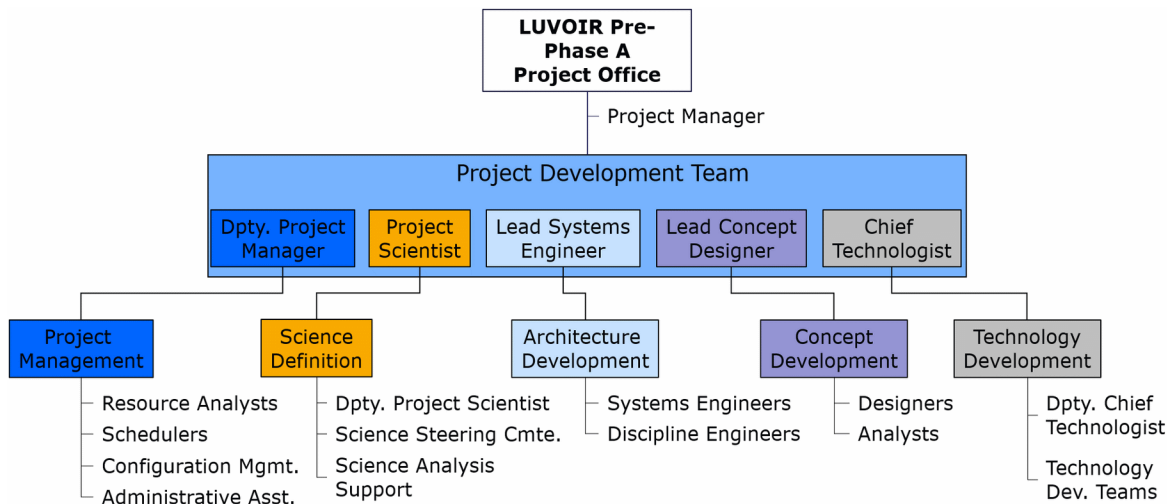 LUVOIR Pre-
Phase A
Project Office
Project Manager
Project Development Team
Dpty. Project
Manager
Project
Scientist
Lead Systems
Engineer
Lead Concept
Designer
Chief
Technologist
Project
Management
Science
Definition
Architecture
Development
Concept
Development
Technology
Development
Resource Analysts
Schedulers
Configuration Mgmt.
Administrative Asst.
Dpty. Project Scientist
Science Steering Cmte.
Science Analysis
Support
Systems Engineers
Discipline Engineers
Designers
Analysts
Dpty. Chief
Technologist
Technology
Dev. Teams